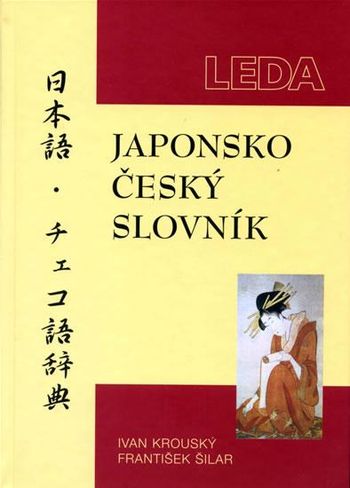 LEDA
日本語・チェコ語辞典
JAPONSKO
ČESKÝ
SLOVNÍK
IVAN KROUSKÝ
FRANTIŠEK ŠILAR